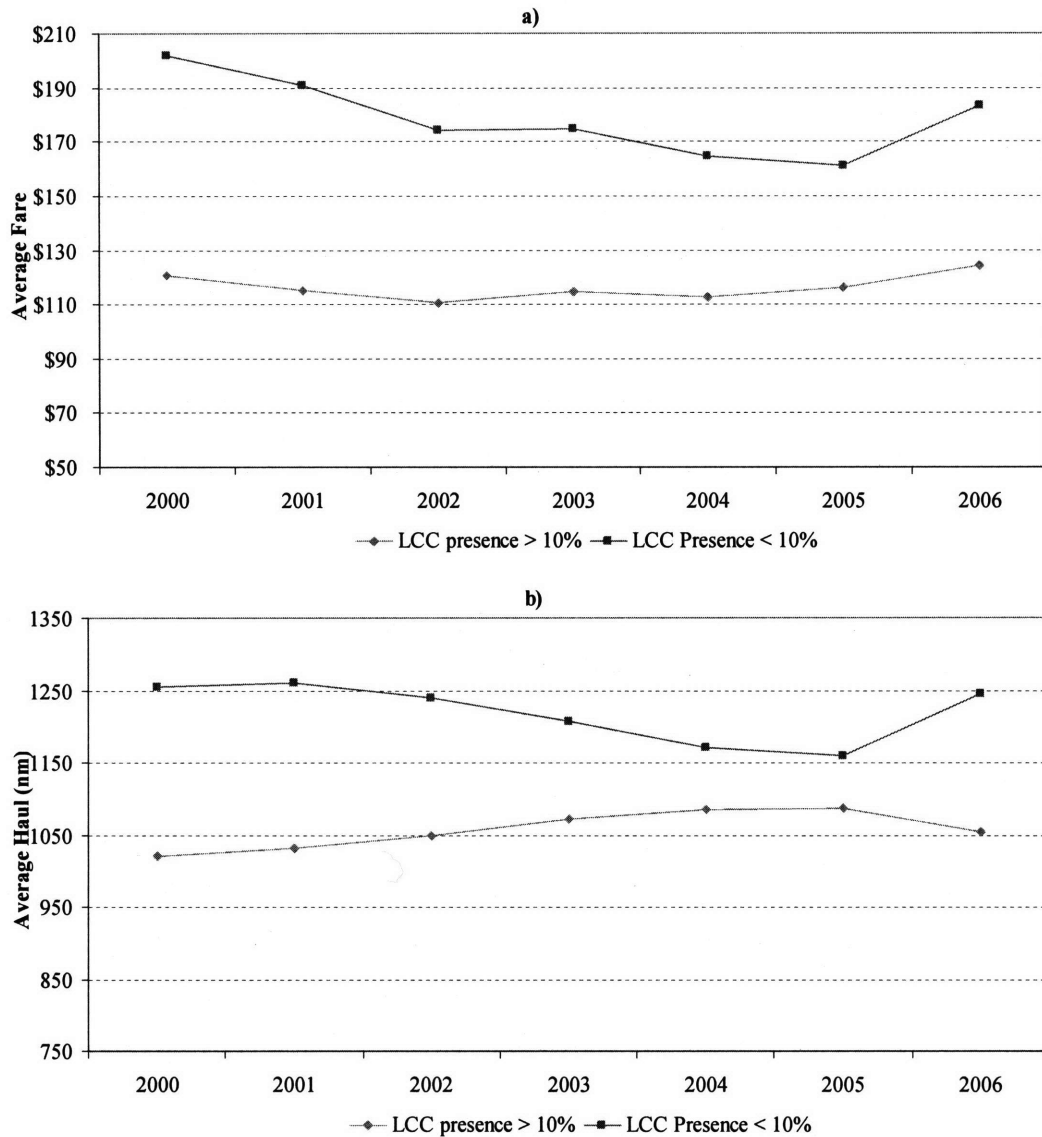 a)
$210
$190
$170
$150
$130
$110
$90
$70
$50
Average Fare
2000 2001 2002 2003 2004 2005 2006
LCC presence > 10% LCC Presence < 10%
b)
1350
1250
1150
1050
950
850
750
Average Haul (nm)
2000 2001 2002 2003 2004 2005 2006
LCC presence > 10% LCC Presence < 10%